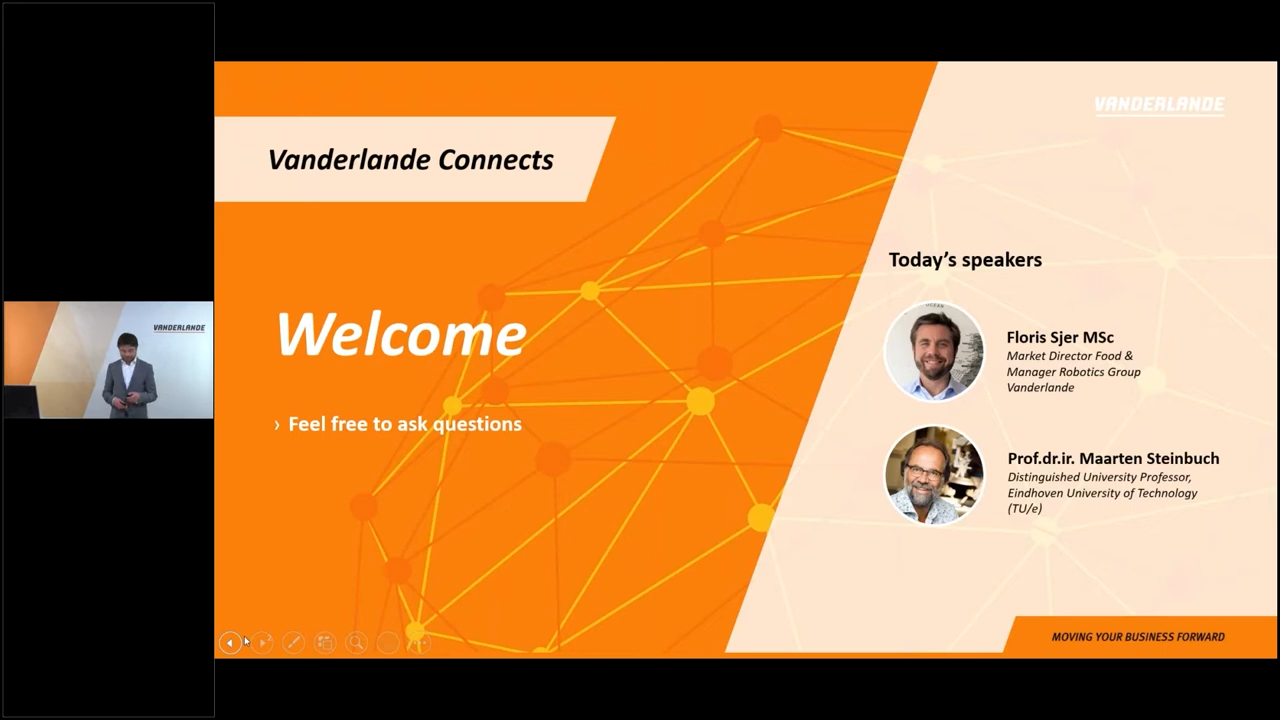 VANDERLANDE
Vanderlande Connects
Welcome
› Feel free to ask questions
Today's speakers
OCEAN
Floris Sjer MSc
Market Director Food &
Manager Robotics Group
Vanderlande
Prof.dr.ir. Maarten Steinbuch
Distinguished University Professor,
Eindhoven University of Technology
(TU/e)
MOVING YOUR BUSINESS FORWARD
VANDERLANDE